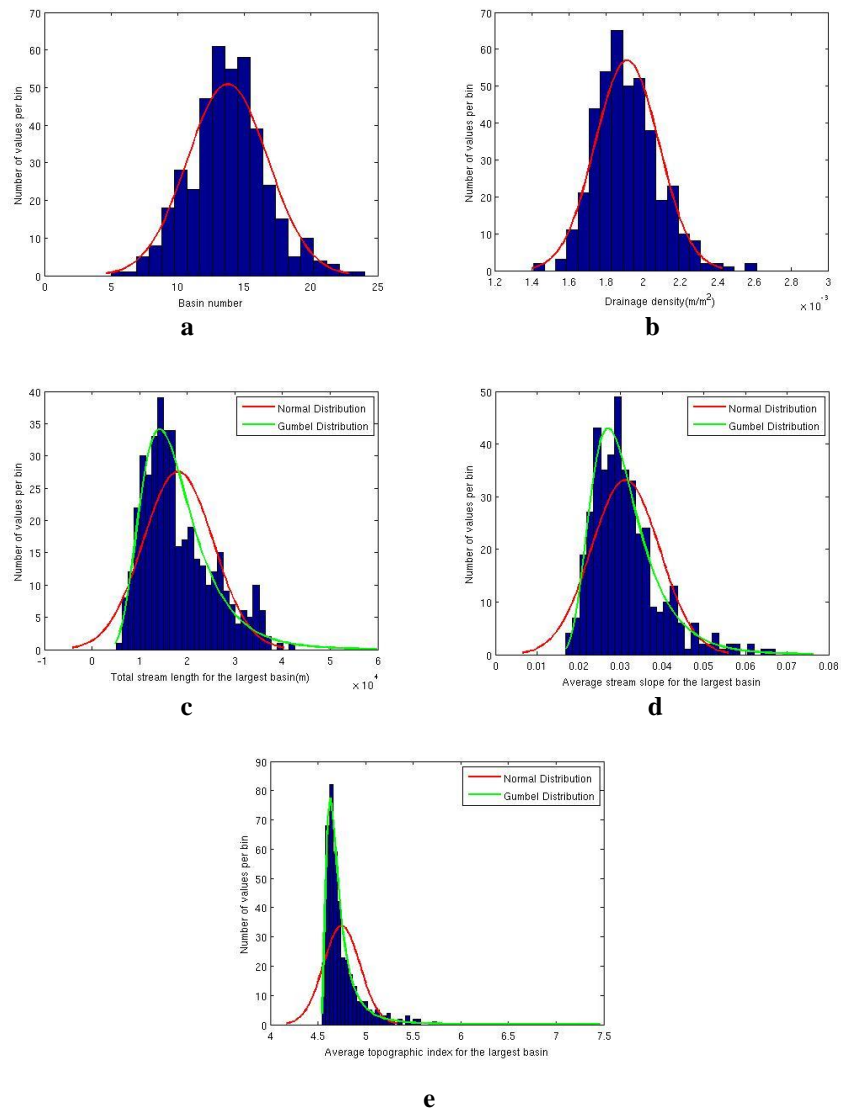 70
60
50
40
30
20
10
0
Number of values per bin
0 5 10 15 20 25
Basin number
a
70
60
50
40
30
20
10
0
Number of values per bin
1.2 1.4 1.6 1.8 2 2.2 2.4 2.6 2.8 3
Drainage density(m/m²)
× 10⁻³
b
40
35
30
25
20
15
10
5
0
Number of values per bin
Normal Distribution
Gumbel Distribution
-1 0 1 2 3 4 5 6
Total stream length for the largest basin(m)
× 10⁴
c
50
40
30
20
10
0
Number of values per bin
Normal Distribution
Gumbel Distribution
0 0.01 0.02 0.03 0.04 0.05 0.06 0.07 0.08
Average stream slope for the largest basin
d
90
80
70
60
50
40
30
20
10
0
Number of values per bin
Normal Distribution
Gumbel Distribution
4 4.5 5 5.5 6 6.5 7 7.5
Average topographic index for the largest basin
e